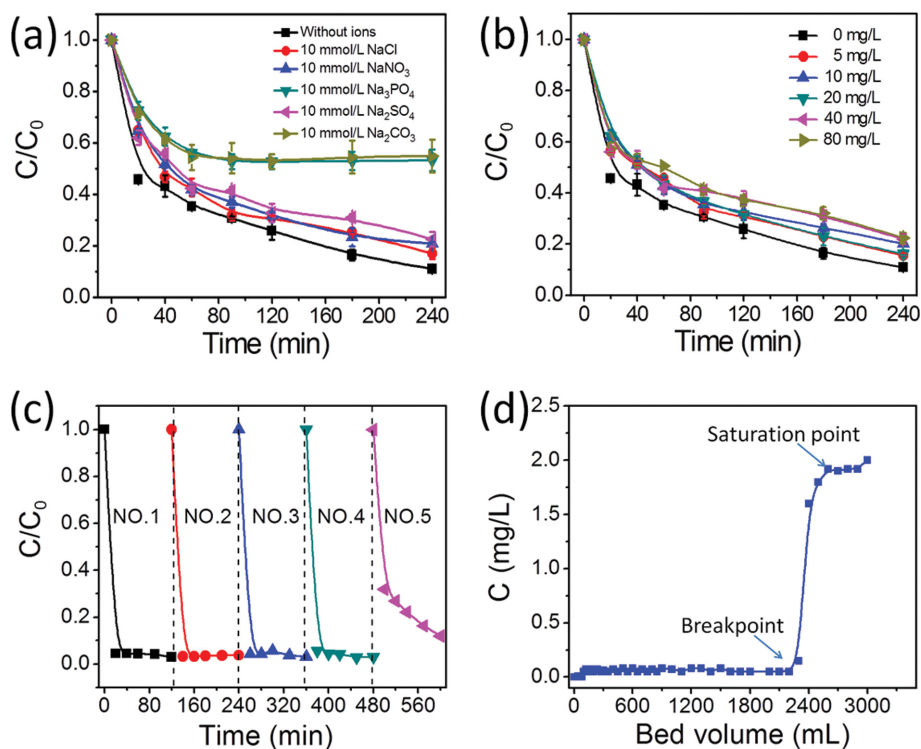 (a)
Without ions
10 mmol/L NaCl
10 mmol/L NaNO₃
10 mmol/L Na₃PO₄
10 mmol/L Na₂SO₄
10 mmol/L Na₂CO₃
C/C₀
1.0
0.8
0.6
0.4
0.2
0.0
0 40 80 120 160 200 240
Time (min)
(b)
0 mg/L
5 mg/L
10 mg/L
20 mg/L
40 mg/L
80 mg/L
C/C₀
1.0
0.8
0.6
0.4
0.2
0.0
0 40 80 120 160 200 240
Time (min)
(c)
C/C₀
1.0
0.8
0.6
0.4
0.2
0.0
NO.1 NO.2 NO.3 NO.4 NO.5
0 120 240 360 480 600
Time (min)
(d)
C (mg/L)
2.5
2.0
1.5
1.0
0.5
0.0
Saturation point
Breakpoint
0 600 1200 1800 2400 3000
Bed volume (mL)